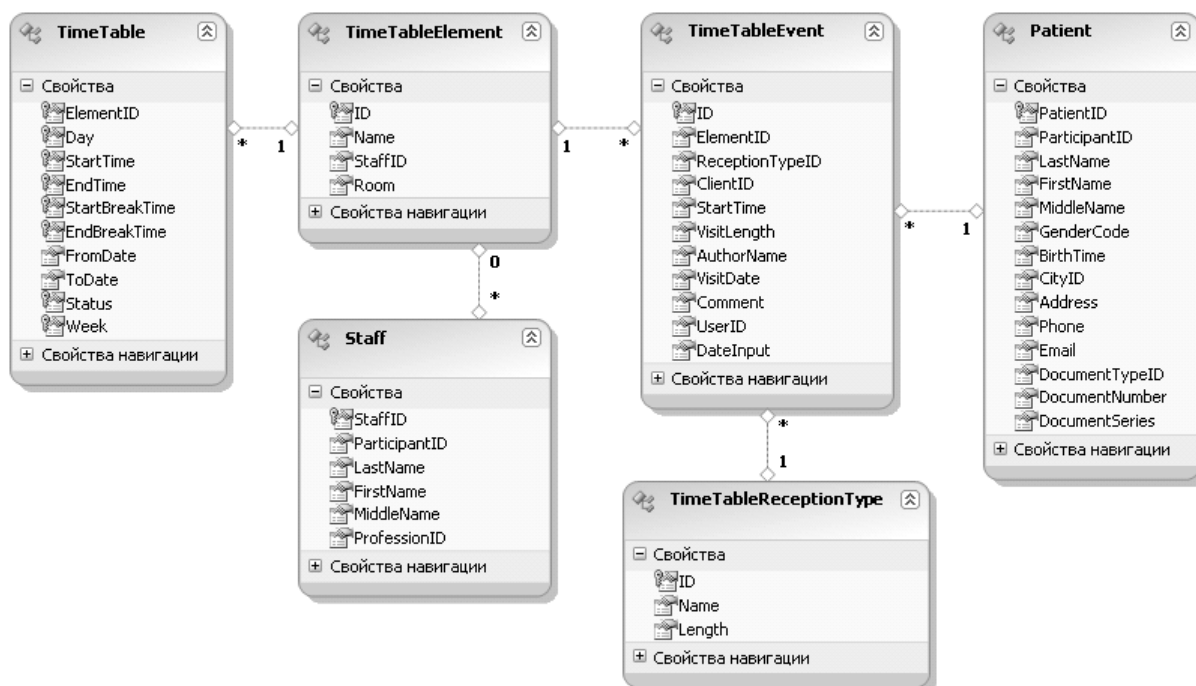 TimeTable
Свойства
ElementID
Day
StartTime
EndTime
StartBreakTime
EndBreakTime
FromDate
ToDate
Status
Week
Свойства навигации
*
1
TimeTableElement
Свойства
ID
Name
StaffID
Room
Свойства навигации
1
*
0
*
Staff
Свойства
StaffID
ParticipantID
LastName
FirstName
MiddleName
ProfessionID
Свойства навигации
TimeTableEvent
Свойства
ID
ElementID
ReceptionTypeID
ClientID
StartTime
VisitLength
AuthorName
VisitDate
Comment
UserID
DateInput
Свойства навигации
*
1
*
1
TimeTableReceptionType
Свойства
ID
Name
Length
Свойства навигации
Patient
Свойства
PatientID
ParticipantID
LastName
FirstName
MiddleName
GenderCode
BirthTime
CityID
Address
Phone
Email
DocumentTypeID
DocumentNumber
DocumentSeries
Свойства навигации